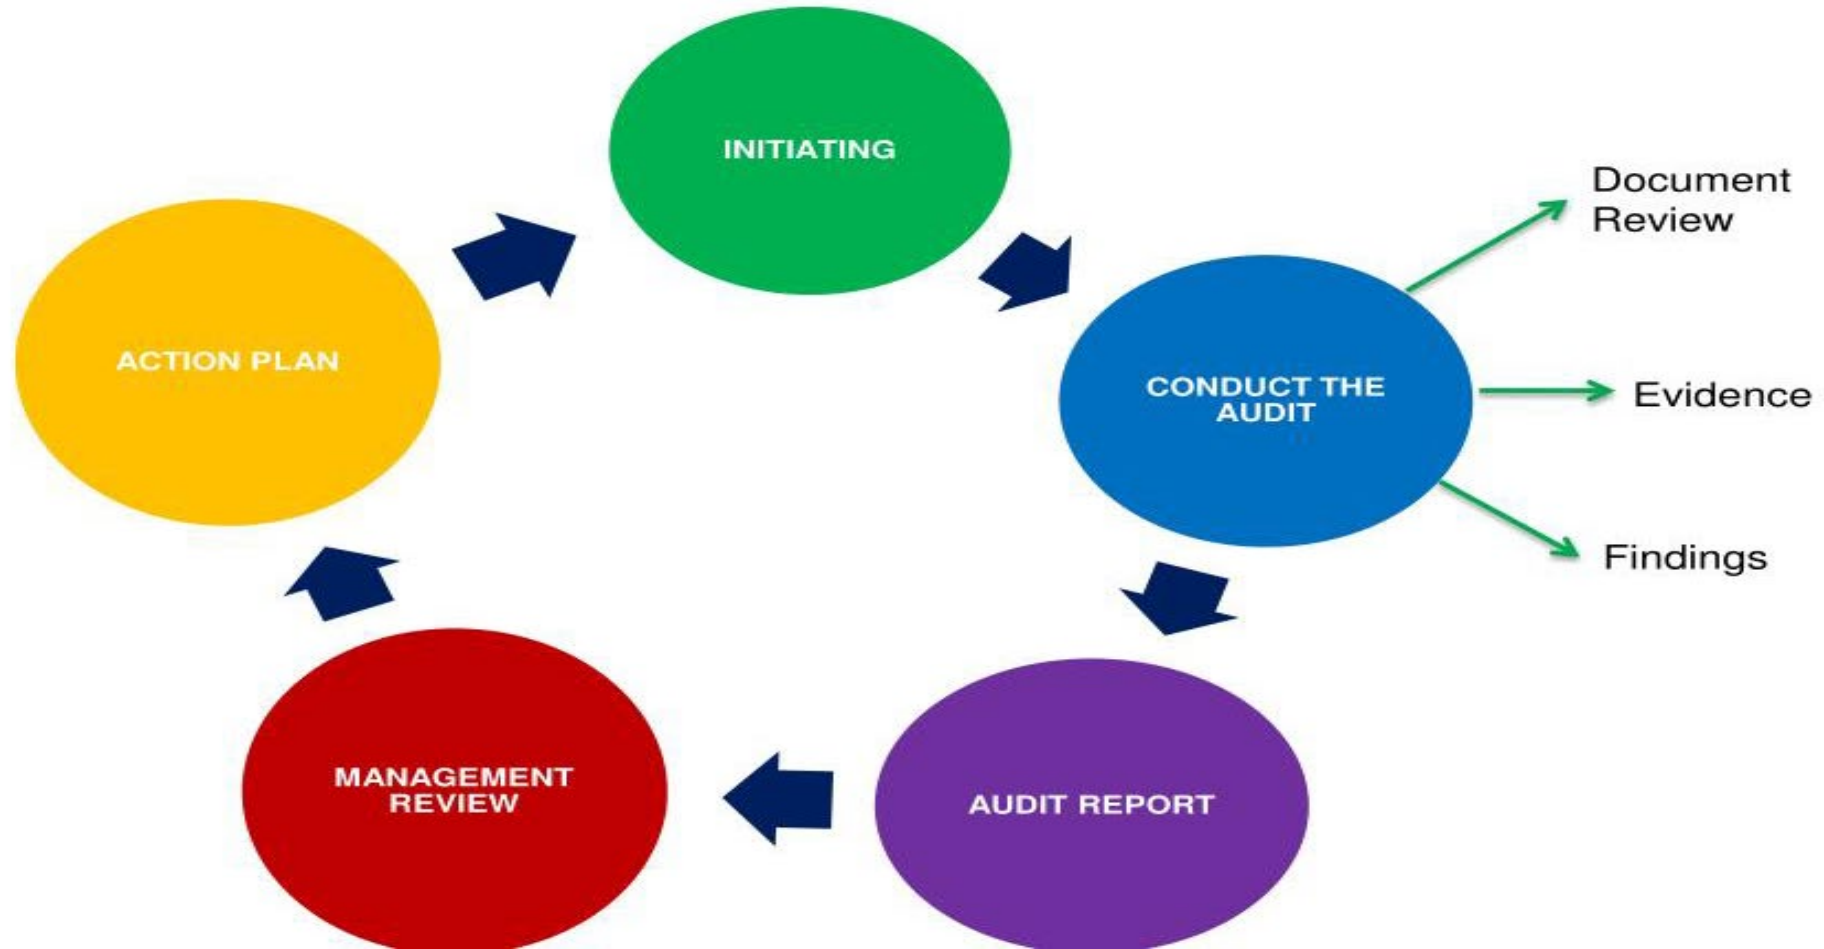 INITIATING
Document
Review
CONDUCT THE
AUDIT
Evidence
Findings
AUDIT REPORT
MANAGEMENT
REVIEW
ACTION PLAN